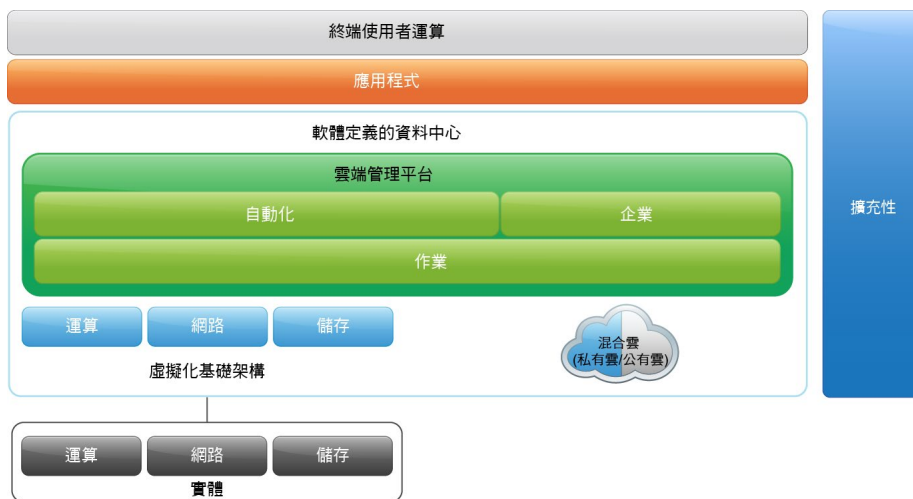 終端使用者運算
應用程式
軟體定義的資料中心
雲端管理平台
自動化
企業
擴充性
作業
運算
網路
儲存
混合雲
(私有雲/公有雲)
虛擬化基礎架構
運算
網路
儲存
實體